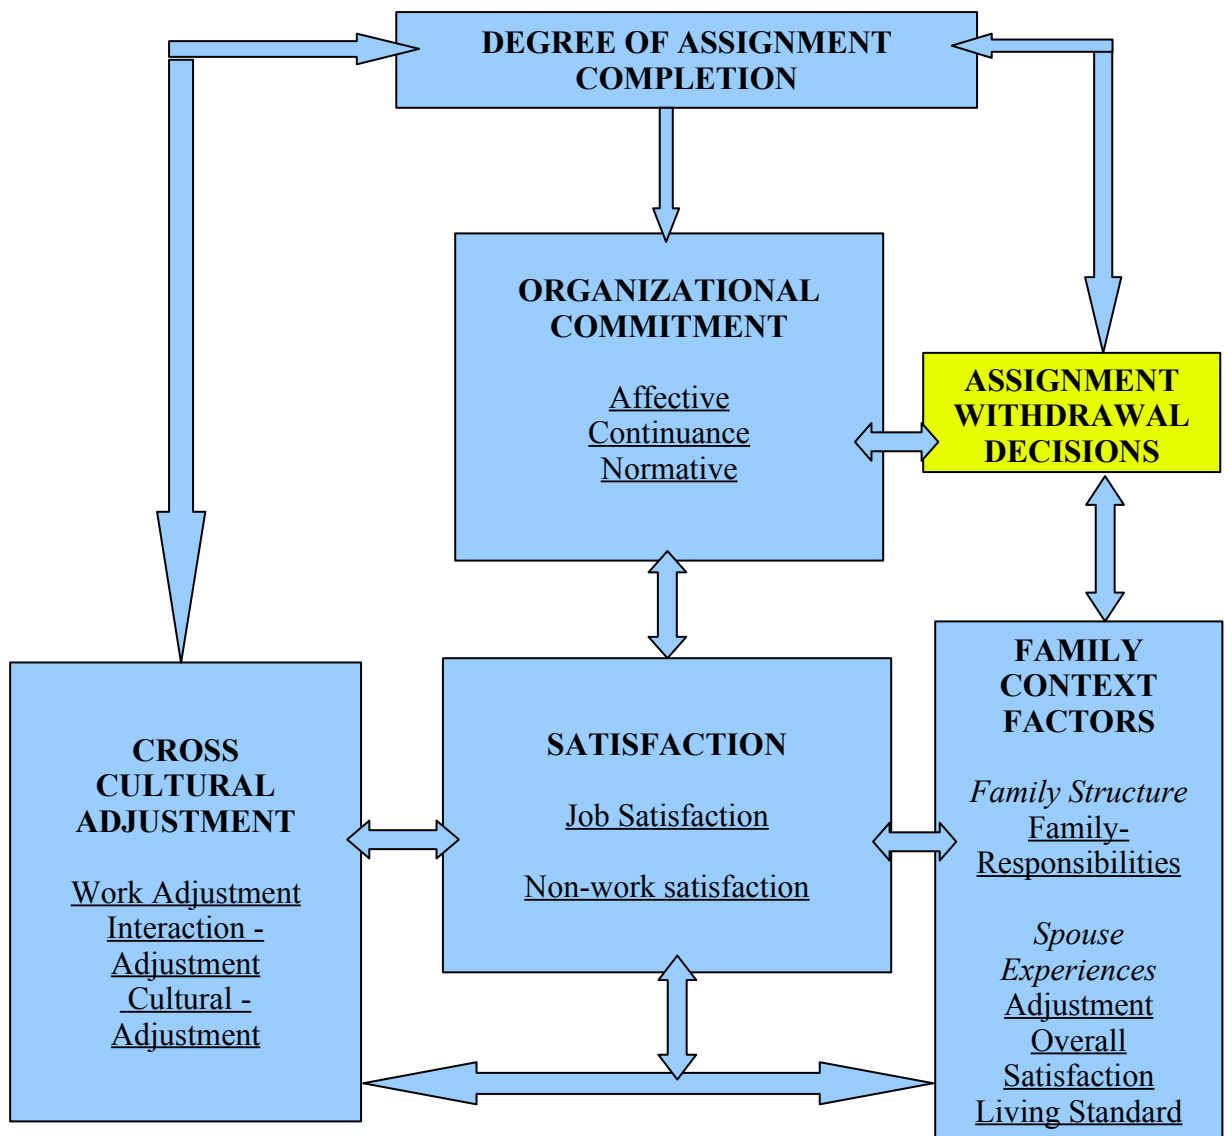 DEGREE OF ASSIGNMENT
COMPLETION
ORGANIZATIONAL
COMMITMENT
Affective
Continuance
Normative
ASSIGNMENT
WITHDRAWAL
DECISIONS
CROSS
CULTURAL
ADJUSTMENT
Work Adjustment
Interaction -
Adjustment
Cultural -
Adjustment
SATISFACTION
Job Satisfaction
Non-work satisfaction
FAMILY
CONTEXT
FACTORS
Family Structure
Family-
Responsibilities
Spouse
Experiences
Adjustment
Overall
Satisfaction
Living Standard